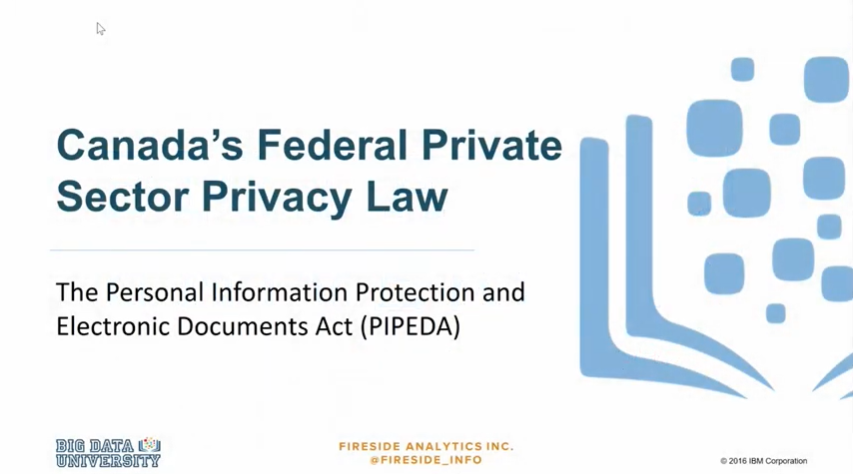 Canada's Federal Private
Sector Privacy Law
The Personal Information Protection and
Electronic Documents Act (PIPEDA)
BIG DATA
UNIVERSITY
FIRESIDE ANALYTICS INC.
@FIRESIDE_INFO
© 2016 IBM Corporation